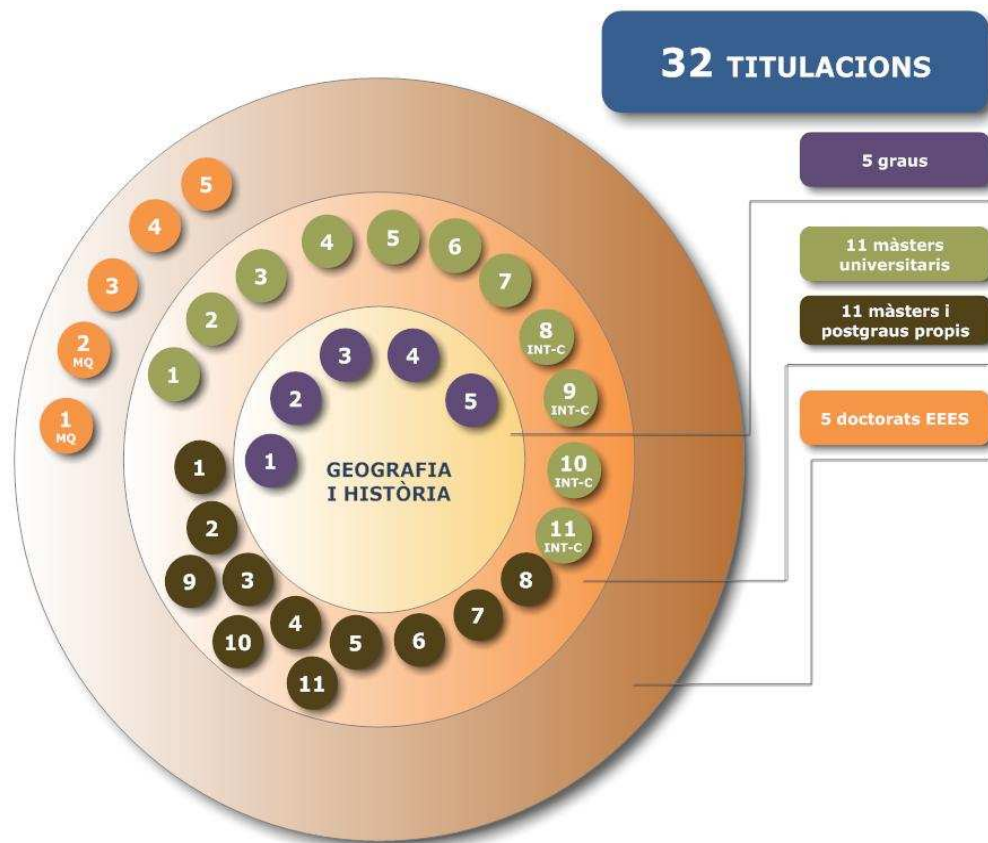 32 TITULACIONS
5 graus
11 màsters
universitaris
11 màsters i
postgraus propis
5 doctorats EEES
5
4
3
2
MQ
1
MQ
1
2
3
4
5
6
7
8
INT-C
9
INT-C
10
INT-C
11
INT-C
1
2
3
4
5
GEOGRAFIA
I HISTÒRIA
1
2
3
4
5
6
7
8
9
10
11